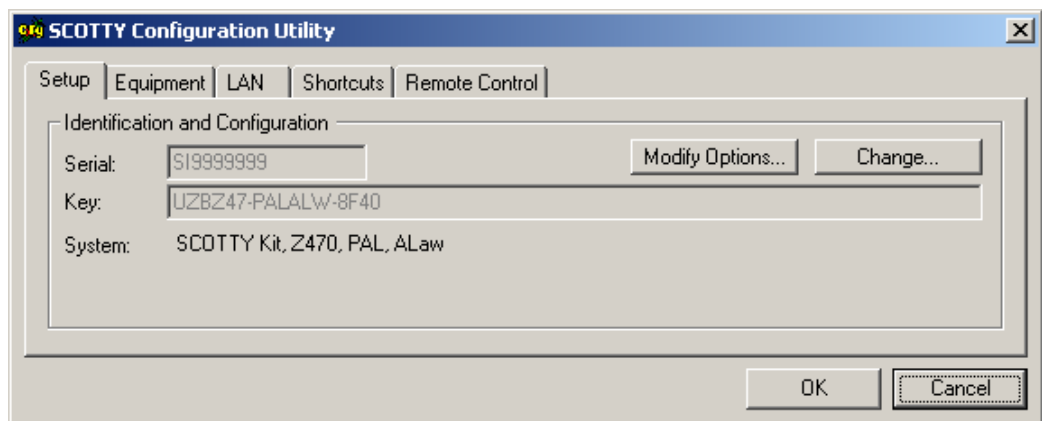 SCOTTY Configuration Utility
Setup Equipment LAN Shortcuts Remote Control
Identification and Configuration
Serial: SI9999999 Modify Options... Change...
Key: UZBZ47-PALALW-8F40
System: SCOTTY Kit, Z470, PAL, ALaw
OK Cancel